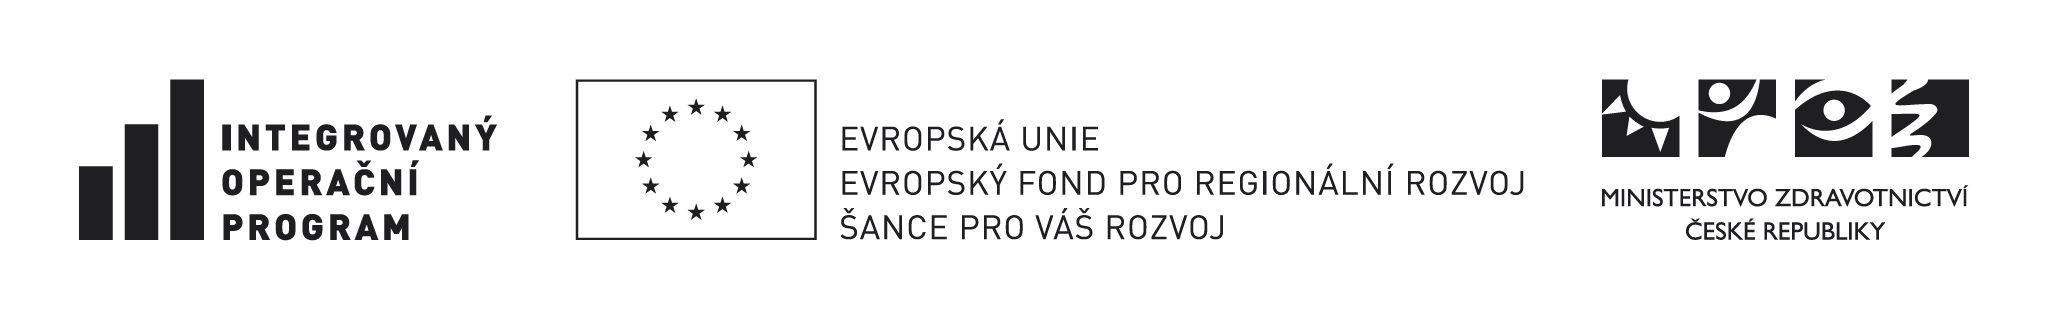 INTEGROVANÝ
OPERAČNÍ
PROGRAM
EVROPSKÁ UNIE
EVROPSKÝ FOND PRO REGIONÁLNÍ ROZVOJ
ŠANCE PRO VÁŠ ROZVOJ
MINISTERSTVO ZDRAVOTNICTVÍ
ČESKÉ REPUBLIKY